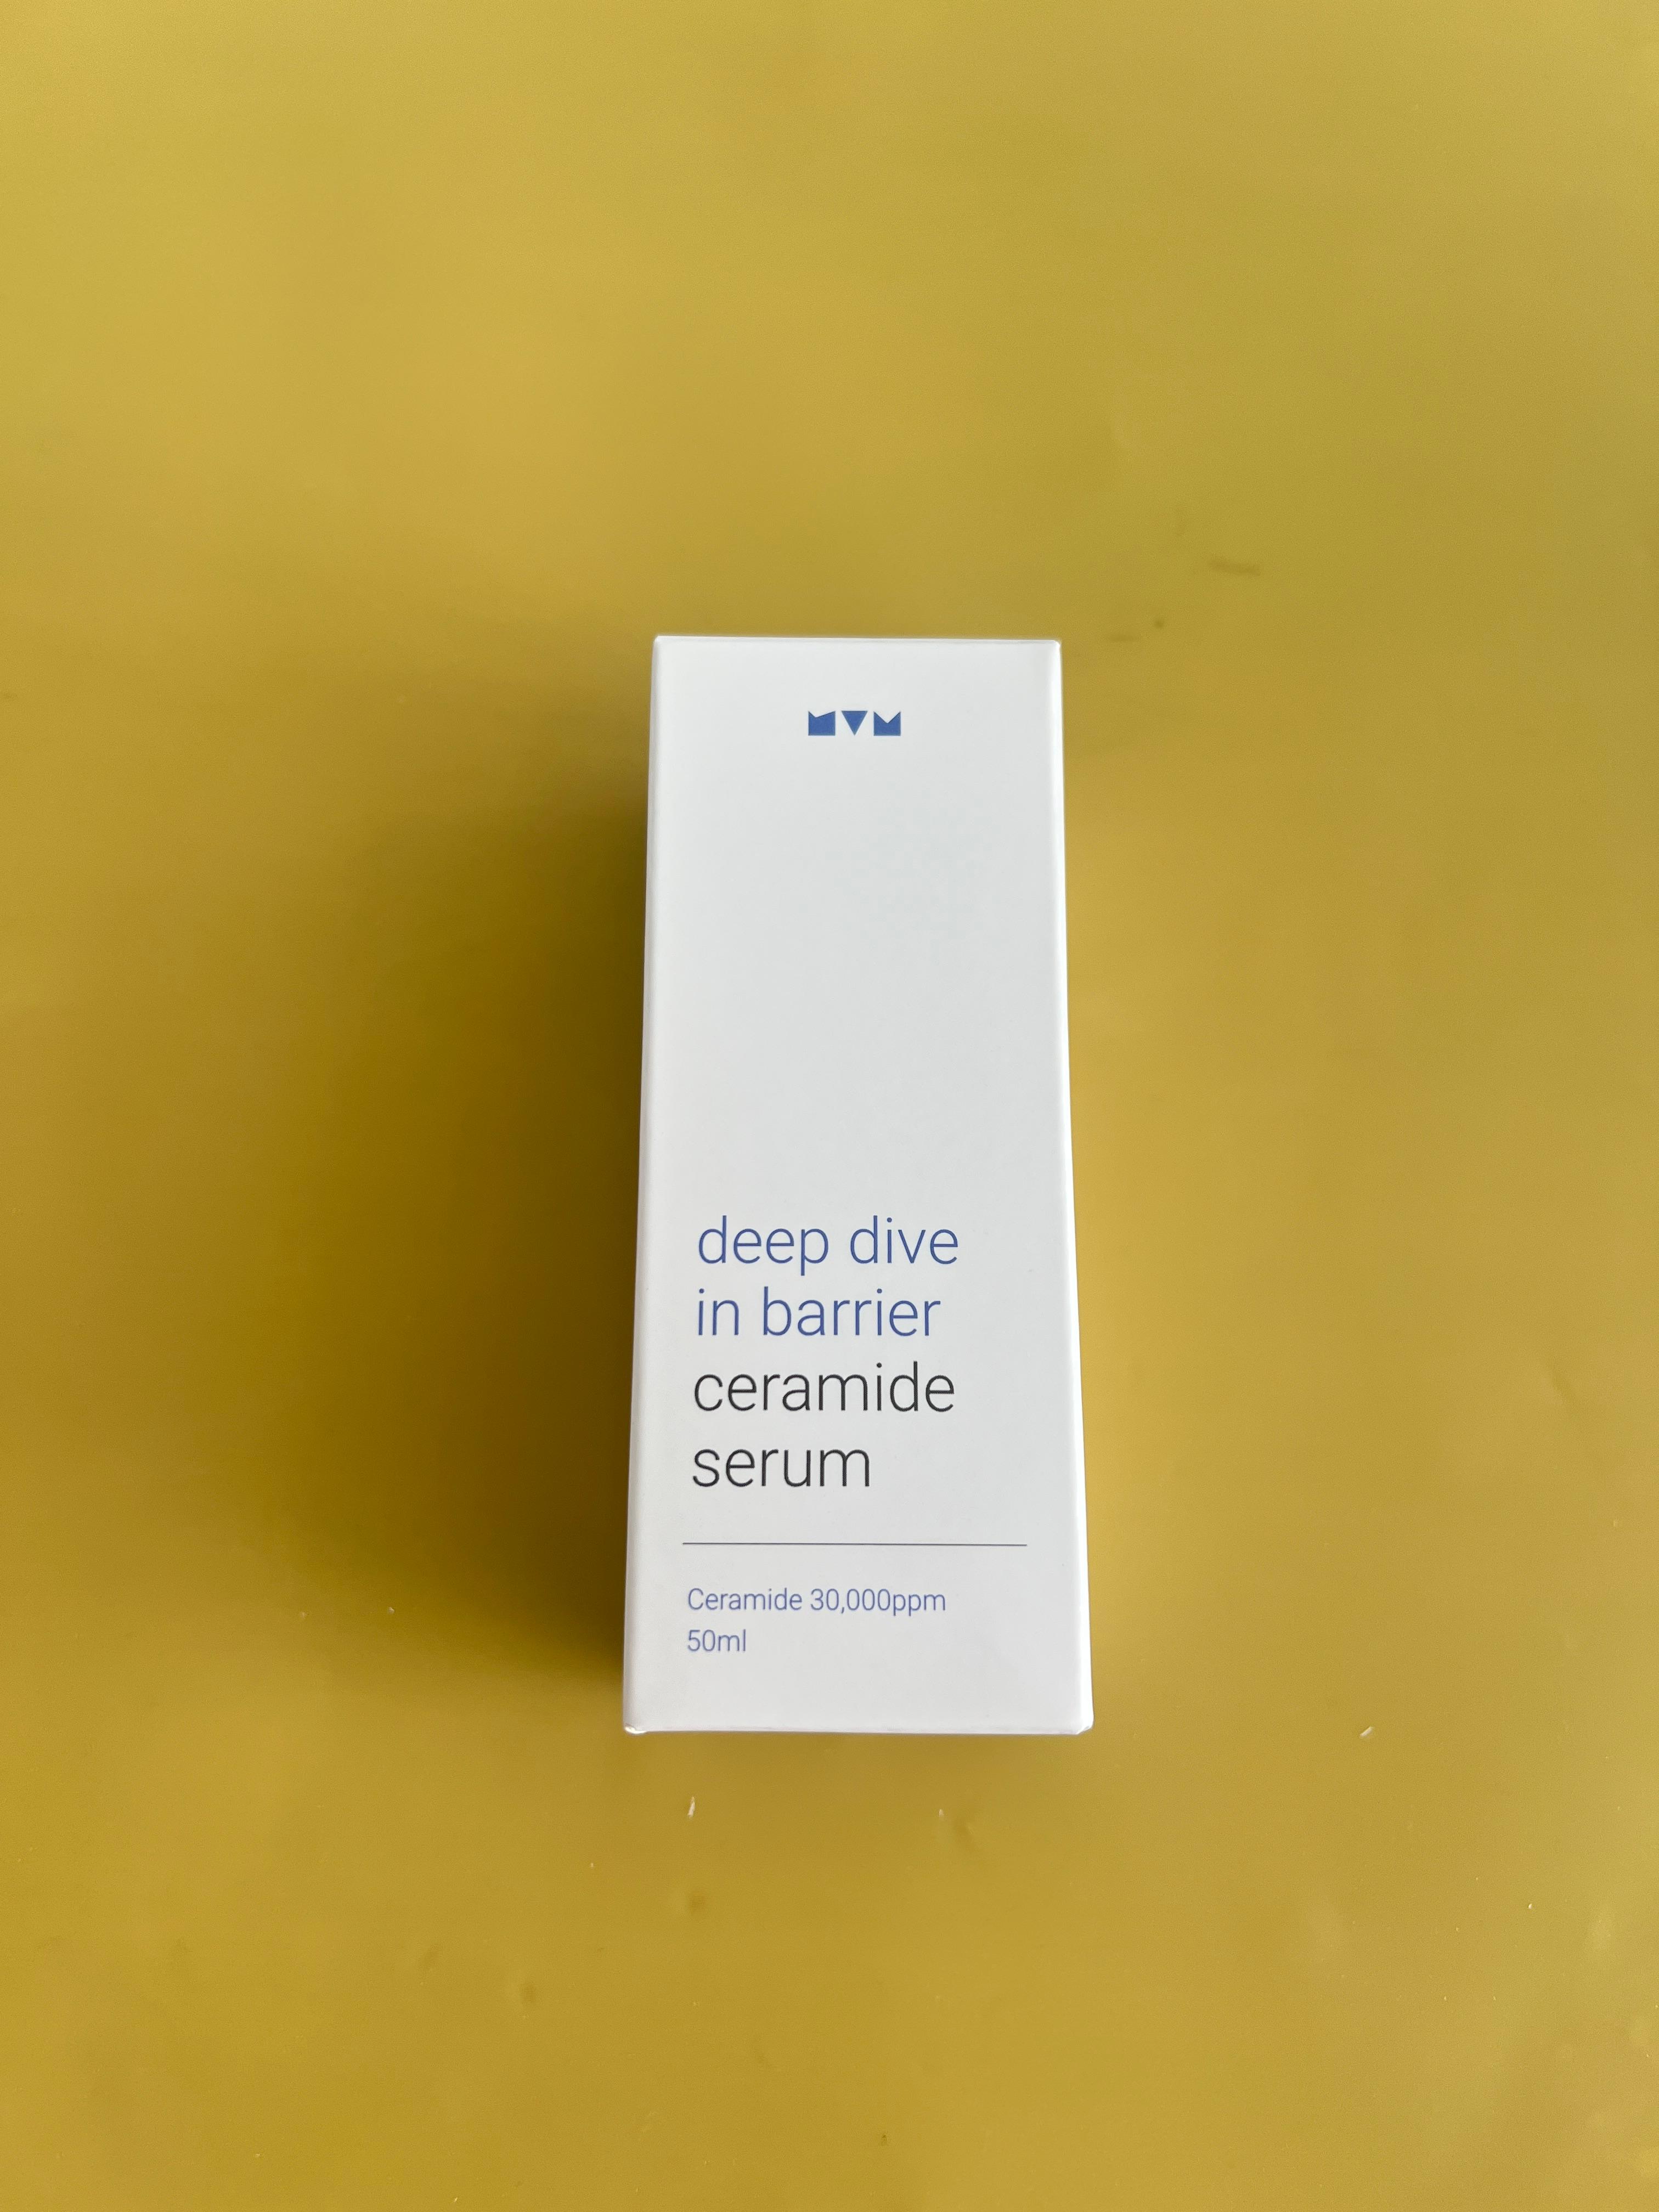 deep dive
in barrier
ceramide
serum
Ceramide 30,000ppm
50ml